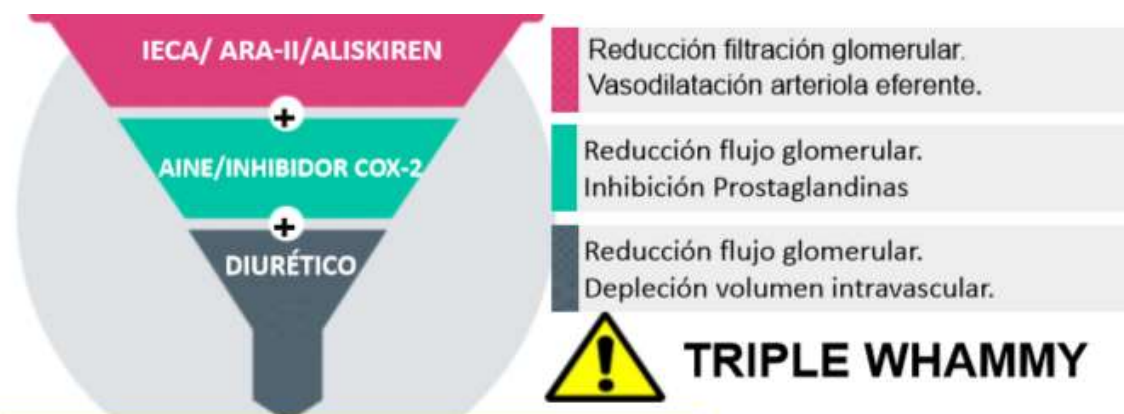 IECA/ ARA-II/ALISKIREN
Reducción filtración glomerular.
Vasodilatación arteriola eferente.
+
AINE/INHIBIDOR COX-2
Reducción flujo glomerular.
Inhibición Prostaglandinas
+
DIURÉTICO
Reducción flujo glomerular.
Depleción volumen intravascular.
!
TRIPLE WHAMMY